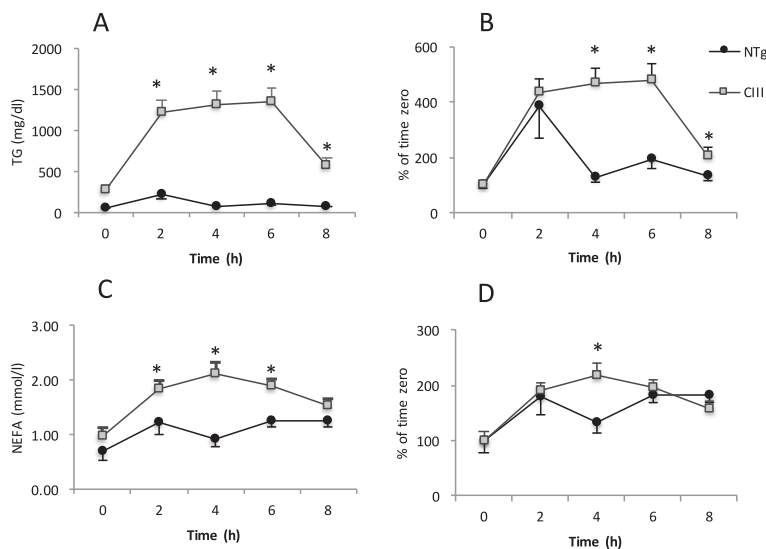 A
2000
1500
1000
500
0
TG (mg/dl)
* * * *
0 2 4 6 8
Time (h)
B
600
400
200
0
% of time zero
* * *
0 2 4 6 8
Time (h)
NTg
CIII
C
3.00
2.00
1.00
0.00
NEFA (mmol/l)
* * *
0 2 4 6 8
Time (h)
D
300
200
100
0
% of time zero
*
0 2 4 6 8
Time (h)